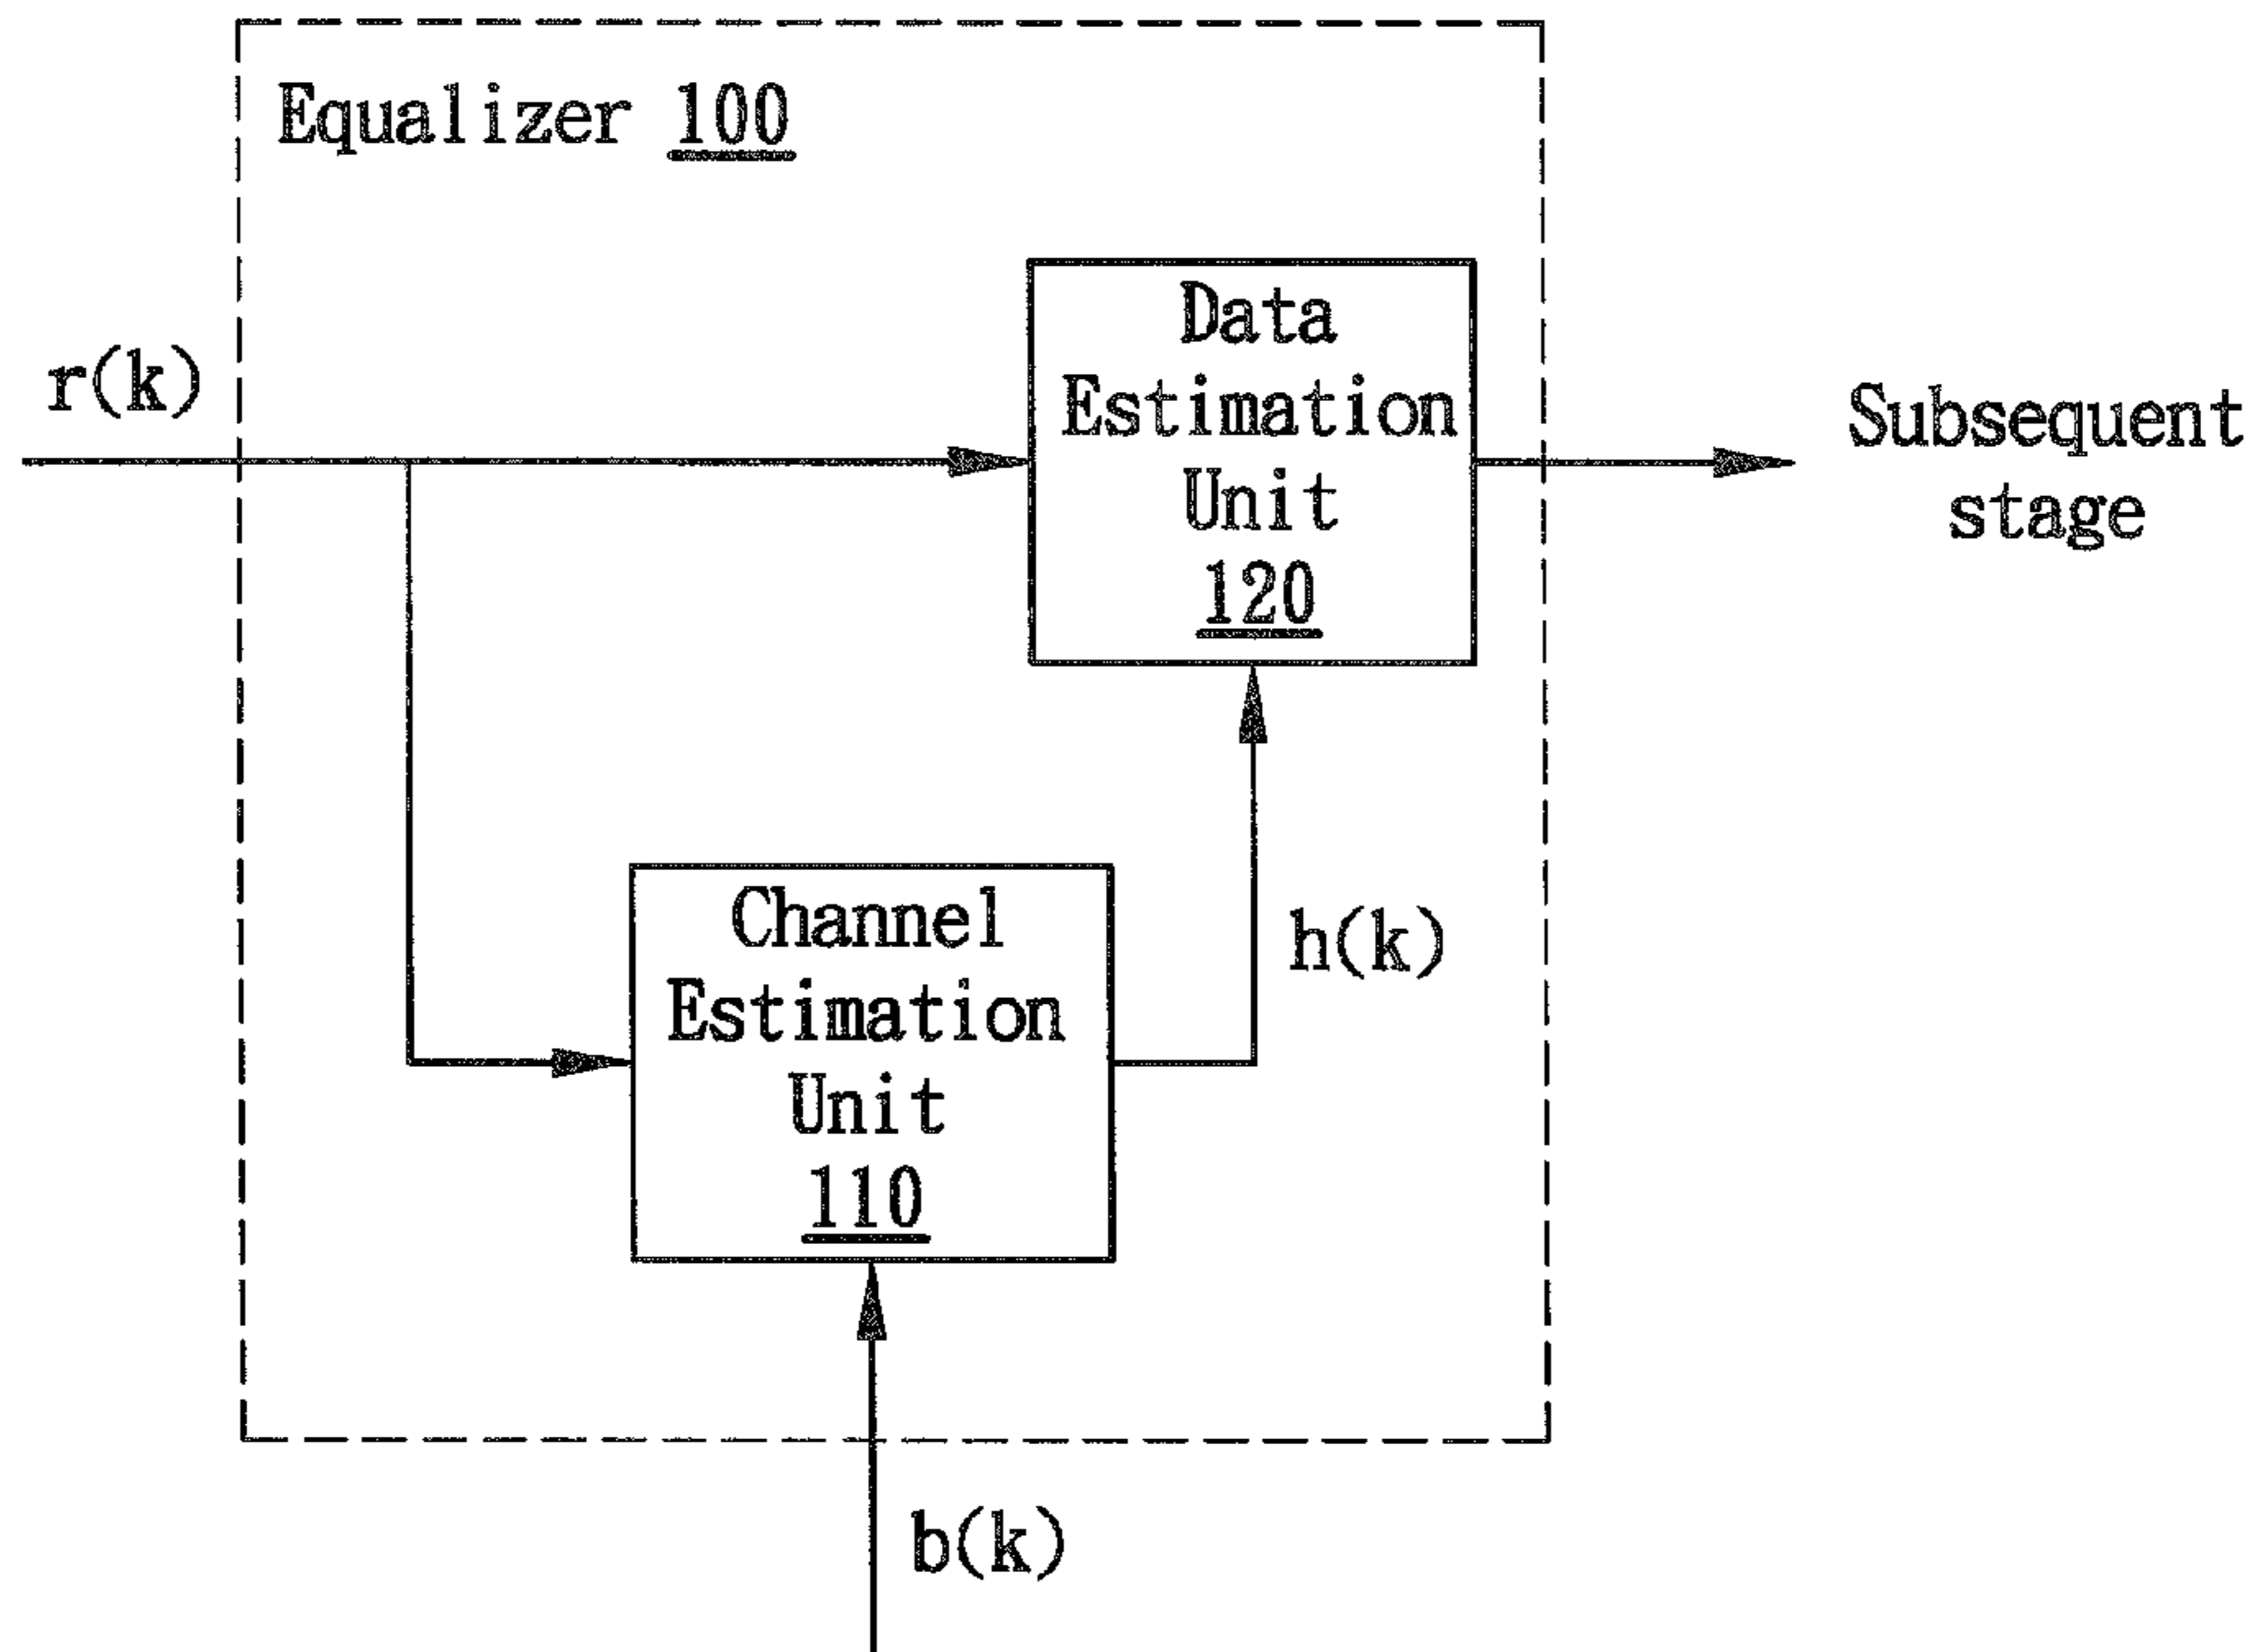 Equalizer 100
r(k)
Data
Estimation
Unit
120
Subsequent
stage
Channel
Estimation
Unit
110
h(k)
b(k)